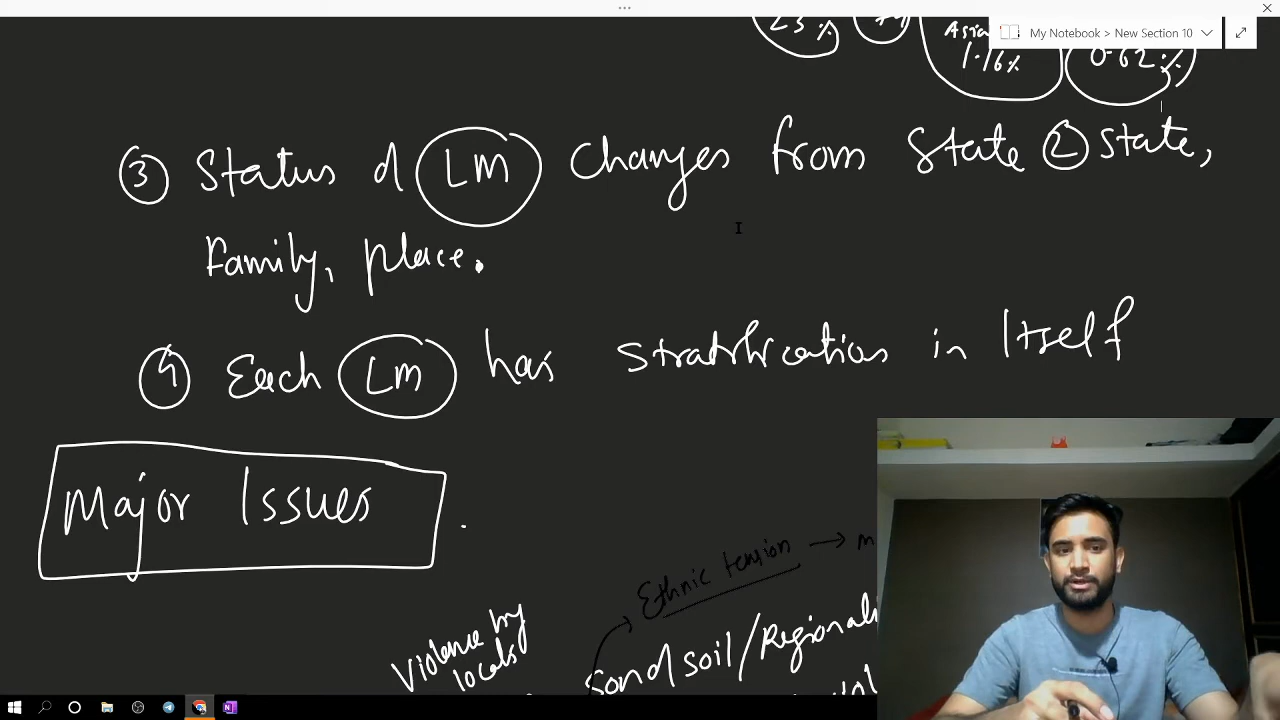 My Notebook > New Section 10
23%
Asia
1.16%
0.62%
③ Status of LM changes from State ② State,
Family, place.
④ Each LM has stratification in Itself
Major Issues
Ethnic tension → m
Violence by
locals
Son of soil/Regionali